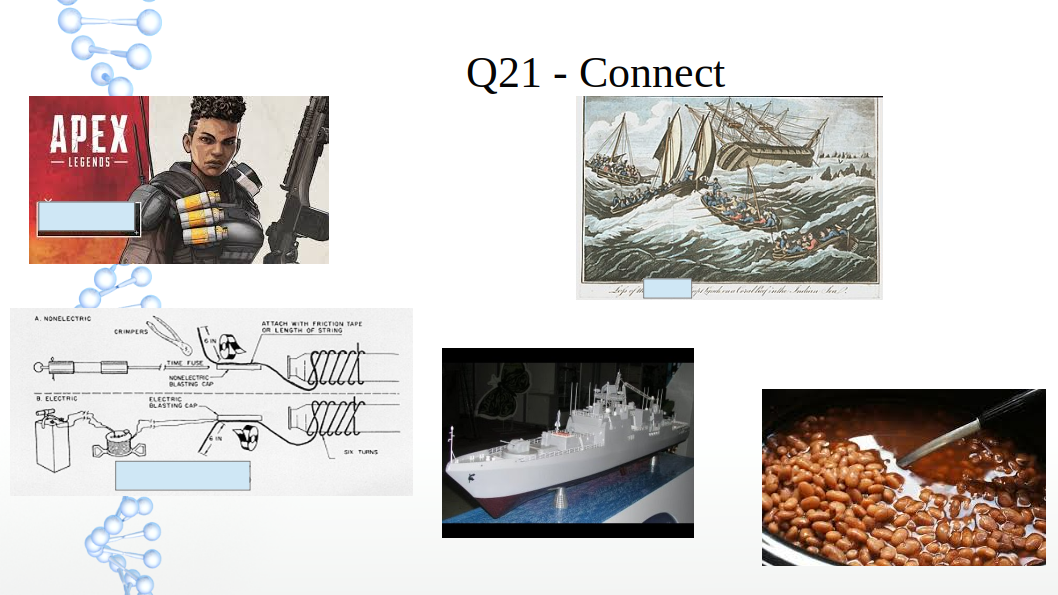 Q21 - Connect
APEX
LEGENDS
Loss of the
on a Coral Reef in the Indian Sea.
A. NONELECTRIC
CRIMPERS
6 IN
ATTACH WITH FRICTION TAPE
OR LENGTH OF STRING
TIME FUSE
NONELECTRIC
BLASTING CAP
B. ELECTRIC
ELECTRIC
BLASTING CAP
6 IN
SIX TURNS